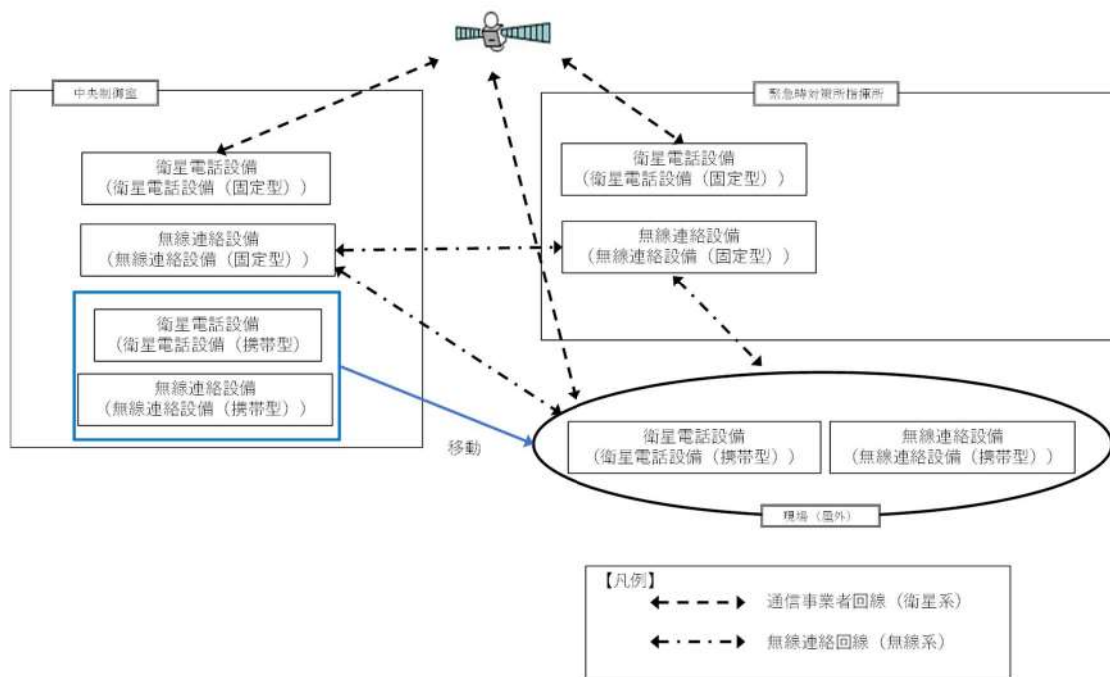 中央制御室
緊急時対策所指揮所
衛星電話設備
(衛星電話設備（固定型）)
衛星電話設備
(衛星電話設備（固定型）)
無線連絡設備
(無線連絡設備（固定型）)
無線連絡設備
(無線連絡設備（固定型）)
衛星電話設備
(衛星電話設備（携帯型）
無線連絡設備
(無線連絡設備（携帯型）)
移動
衛星電話設備
(衛星電話設備（携帯型）)
無線連絡設備
(無線連絡設備（携帯型）)
現場（屋外）
【凡例】
通信事業者回線（衛星系）
無線連絡回線（無線系）